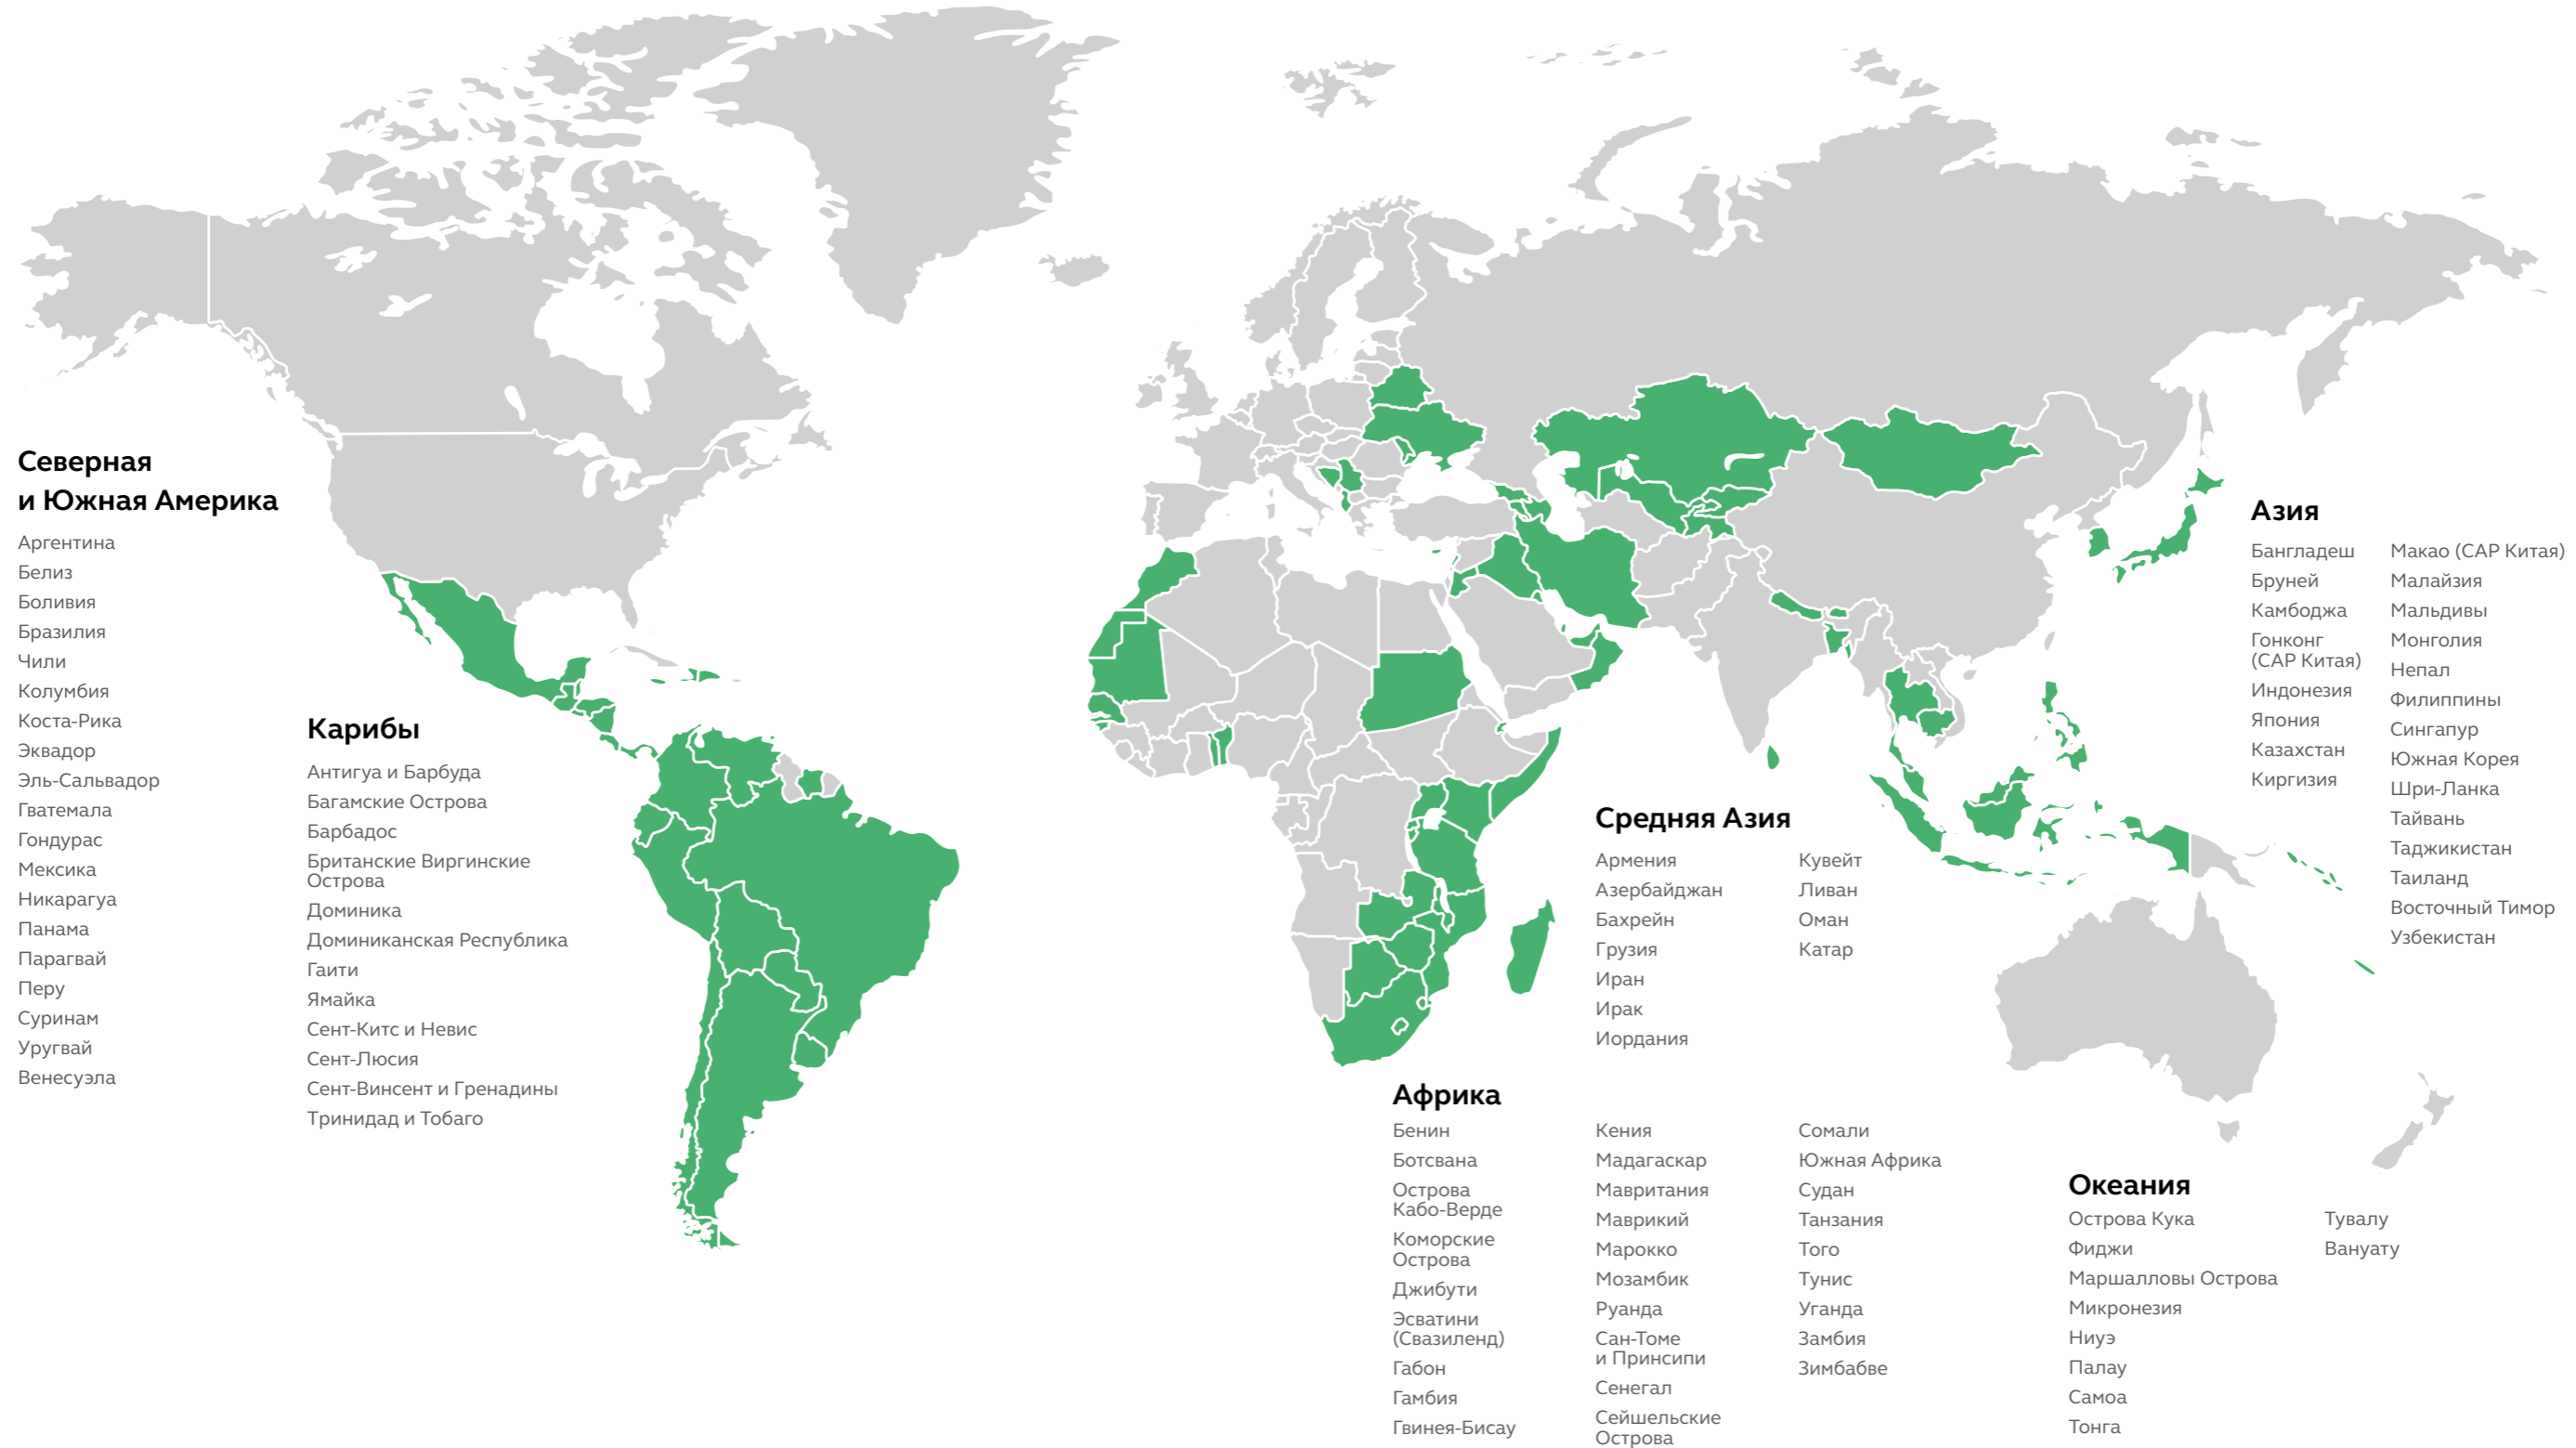 Северная
и Южная Америка
Аргентина
Белиз
Боливия
Бразилия
Чили
Колумбия
Коста-Рика
Эквадор
Эль-Сальвадор
Гватемала
Гондурас
Мексика
Никарагуа
Панама
Парагвай
Перу
Суринам
Уругвай
Венесуэла
Карибы
Антигуа и Барбуда
Багамские Острова
Барбадос
Британские Виргинские
Острова
Доминика
Доминиканская Республика
Гаити
Ямайка
Сент-Китс и Невис
Сент-Люсия
Сент-Винсент и Гренадины
Тринидад и Тобаго
Средняя Азия
Армения
Азербайджан
Бахрейн
Грузия
Иран
Ирак
Иордания
Кувейт
Ливан
Оман
Катар
Африка
Бенин
Ботсвана
Острова
Кабо-Верде
Коморские
Острова
Джибути
Эсватини
(Свазиленд)
Габон
Гамбия
Гвинея-Бисау
Кения
Мадагаскар
Мавритания
Маврикий
Марокко
Мозамбик
Руанда
Сан-Томе
и Принсипи
Сенегал
Сейшельские
Острова
Сомали
Южная Африка
Судан
Танзания
Того
Тунис
Уганда
Замбия
Зимбабве
Азия
Бангладеш
Бруней
Камбоджа
Гонконг
(САР Китая)
Индонезия
Япония
Казахстан
Киргизия
Макао (САР Китая)
Малайзия
Мальдивы
Монголия
Непал
Филиппины
Сингапур
Южная Корея
Шри-Ланка
Тайвань
Таджикистан
Таиланд
Восточный Тимор
Узбекистан
Океания
Острова Кука
Фиджи
Маршалловы Острова
Микронезия
Ниуэ
Палау
Самоа
Тонга
Тувалу
Вануату